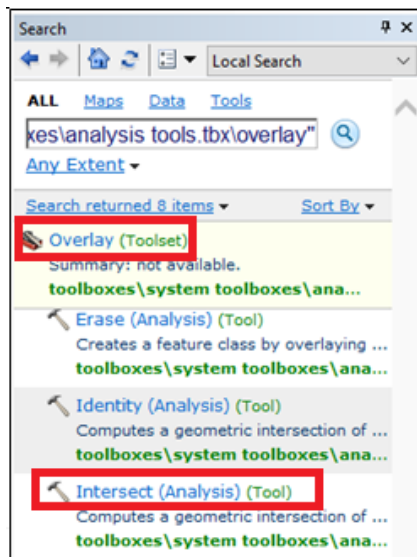 Search
Local Search
ALL Maps Data Tools
xes\analysis tools.tbx\overlay"
Any Extent
Search returned 8 items Sort By
Overlay (Toolset)
Summary: not available.
toolboxes\system toolboxes\ana...
Erase (Analysis) (Tool)
Creates a feature class by overlaying ...
toolboxes\system toolboxes\ana...
Identity (Analysis) (Tool)
Computes a geometric intersection of ...
toolboxes\system toolboxes\ana...
Intersect (Analysis) (Tool)
Computes a geometric intersection of ...
toolboxes\system toolboxes\ana...